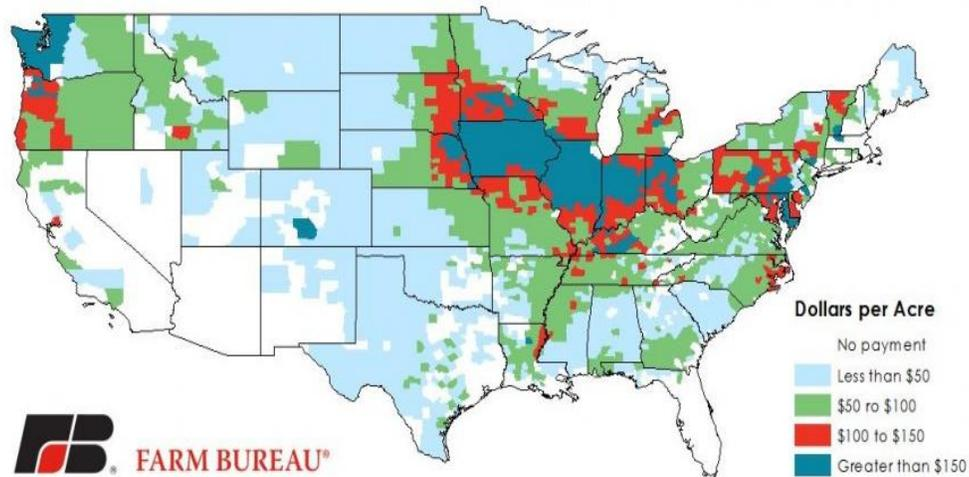 Dollars per Acre
No payment
Less than $50
$50 ro $100
$100 to $150
Greater than $150
FARM BUREAU®